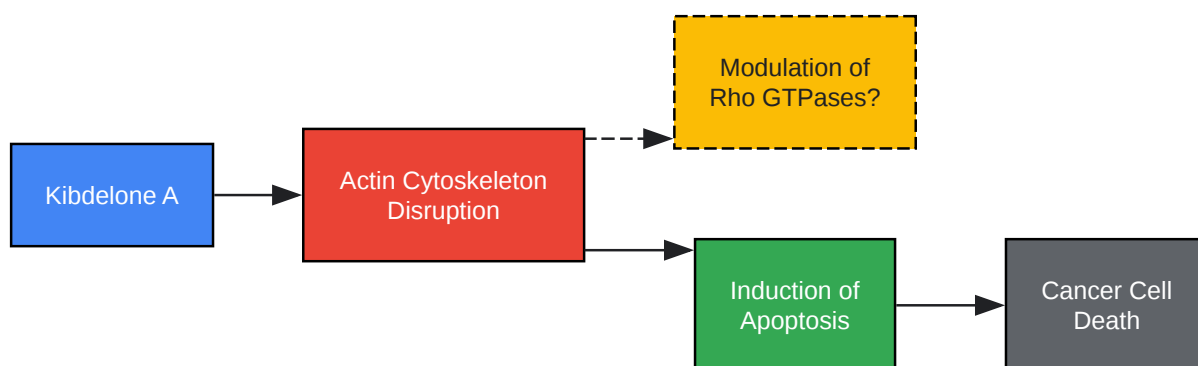 Modulation of
Rho GTPases?
Kibdelone A
Actin Cytoskeleton
Disruption
Induction of
Apoptosis
Cancer Cell
Death